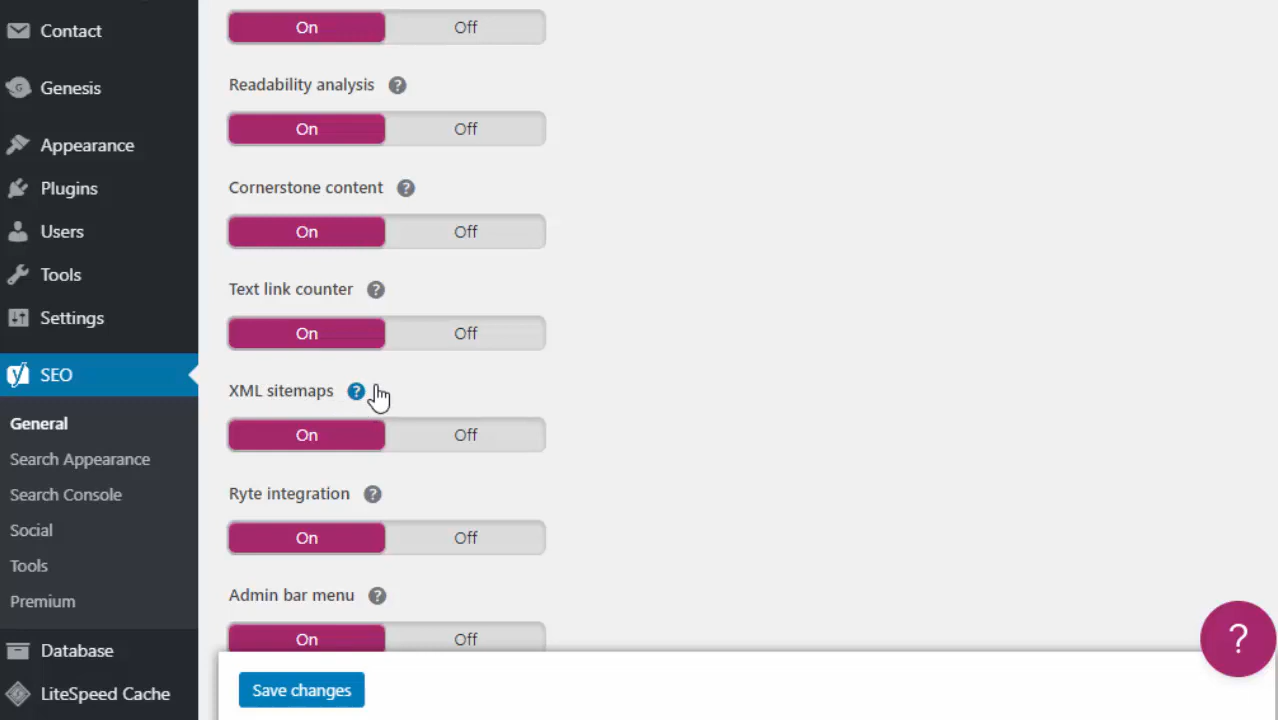 Contact
Genesis
Appearance
Plugins
Users
Tools
Settings
SEO
General
Search Appearance
Search Console
Social
Tools
Premium
Database
LiteSpeed Cache
On Off
Readability analysis ?
On Off
Cornerstone content ?
On Off
Text link counter ?
On Off
XML sitemaps ?
On Off
Ryte integration ?
On Off
Admin bar menu ?
On Off
Save changes
?